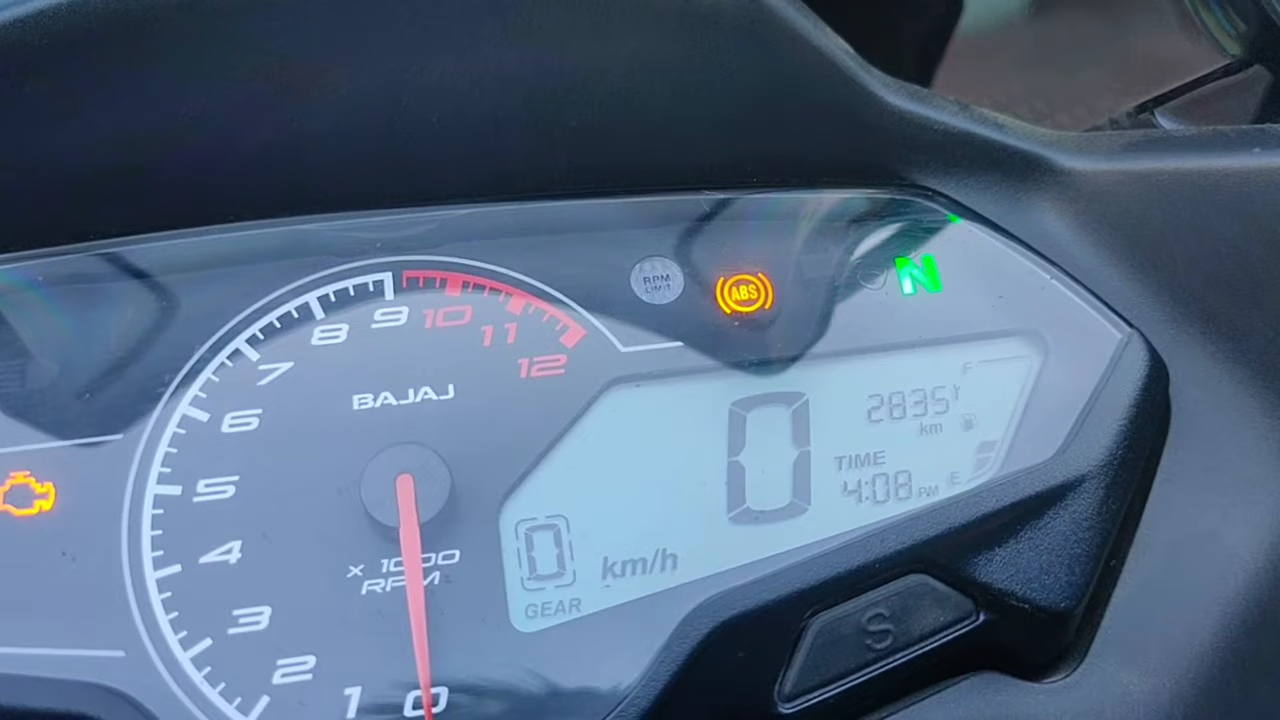 RPM
LIMIT
ABS
N
8 9 10 11 12
7
BAJAJ
6
2835
km
F
5
TIME
4:08 PM
E
0
4
x 1000
RPM
0
km/h
GEAR
3
S
2
1 0